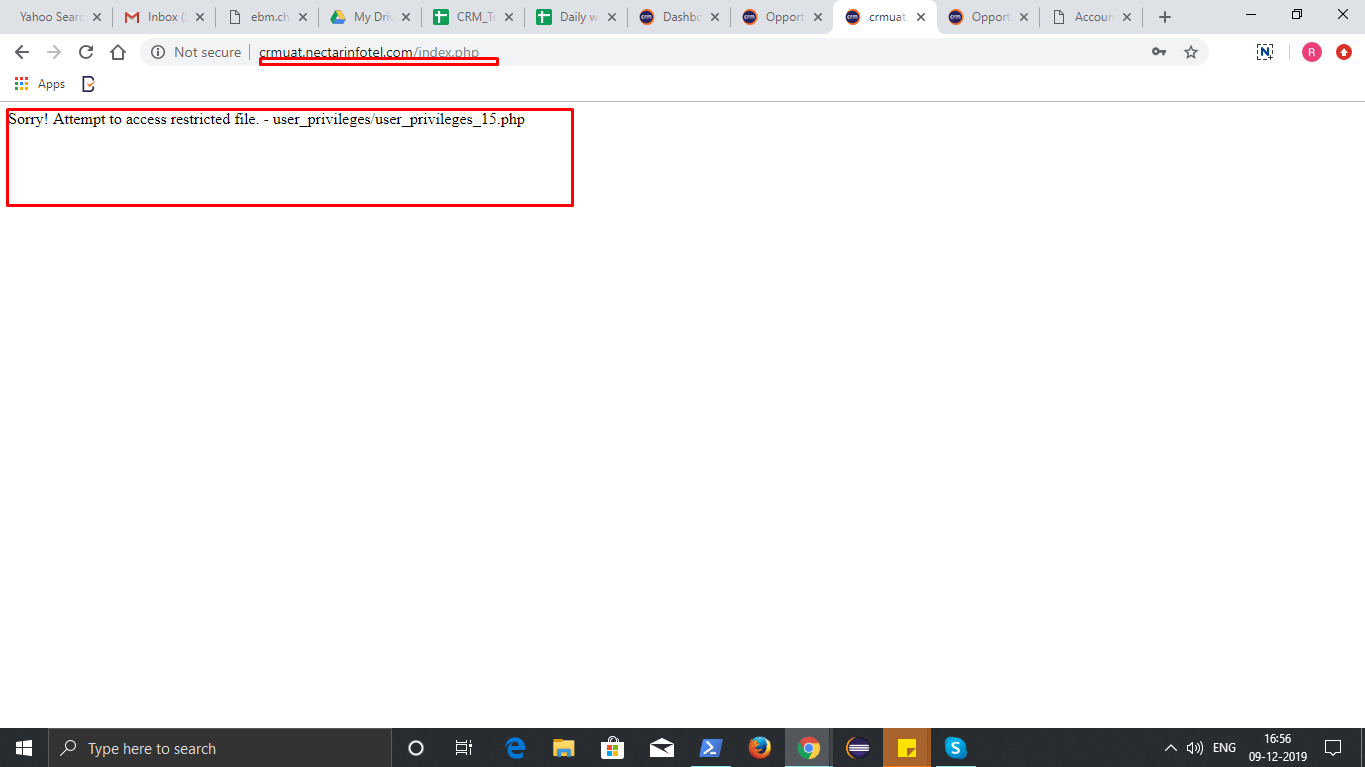 Yahoo Searc
Inbox (
ebm.ch
My Driv
CRM_Te
Daily w
Dashbo
Opport
crmuat.
Opport
Accoun
Not secure
crmuat.nectarinfotel.com/index.php
N
R
Apps
Sorry! Attempt to access restricted file. - user_privileges/user_privileges_15.php
Type here to search
ENG
16:56
09-12-2019